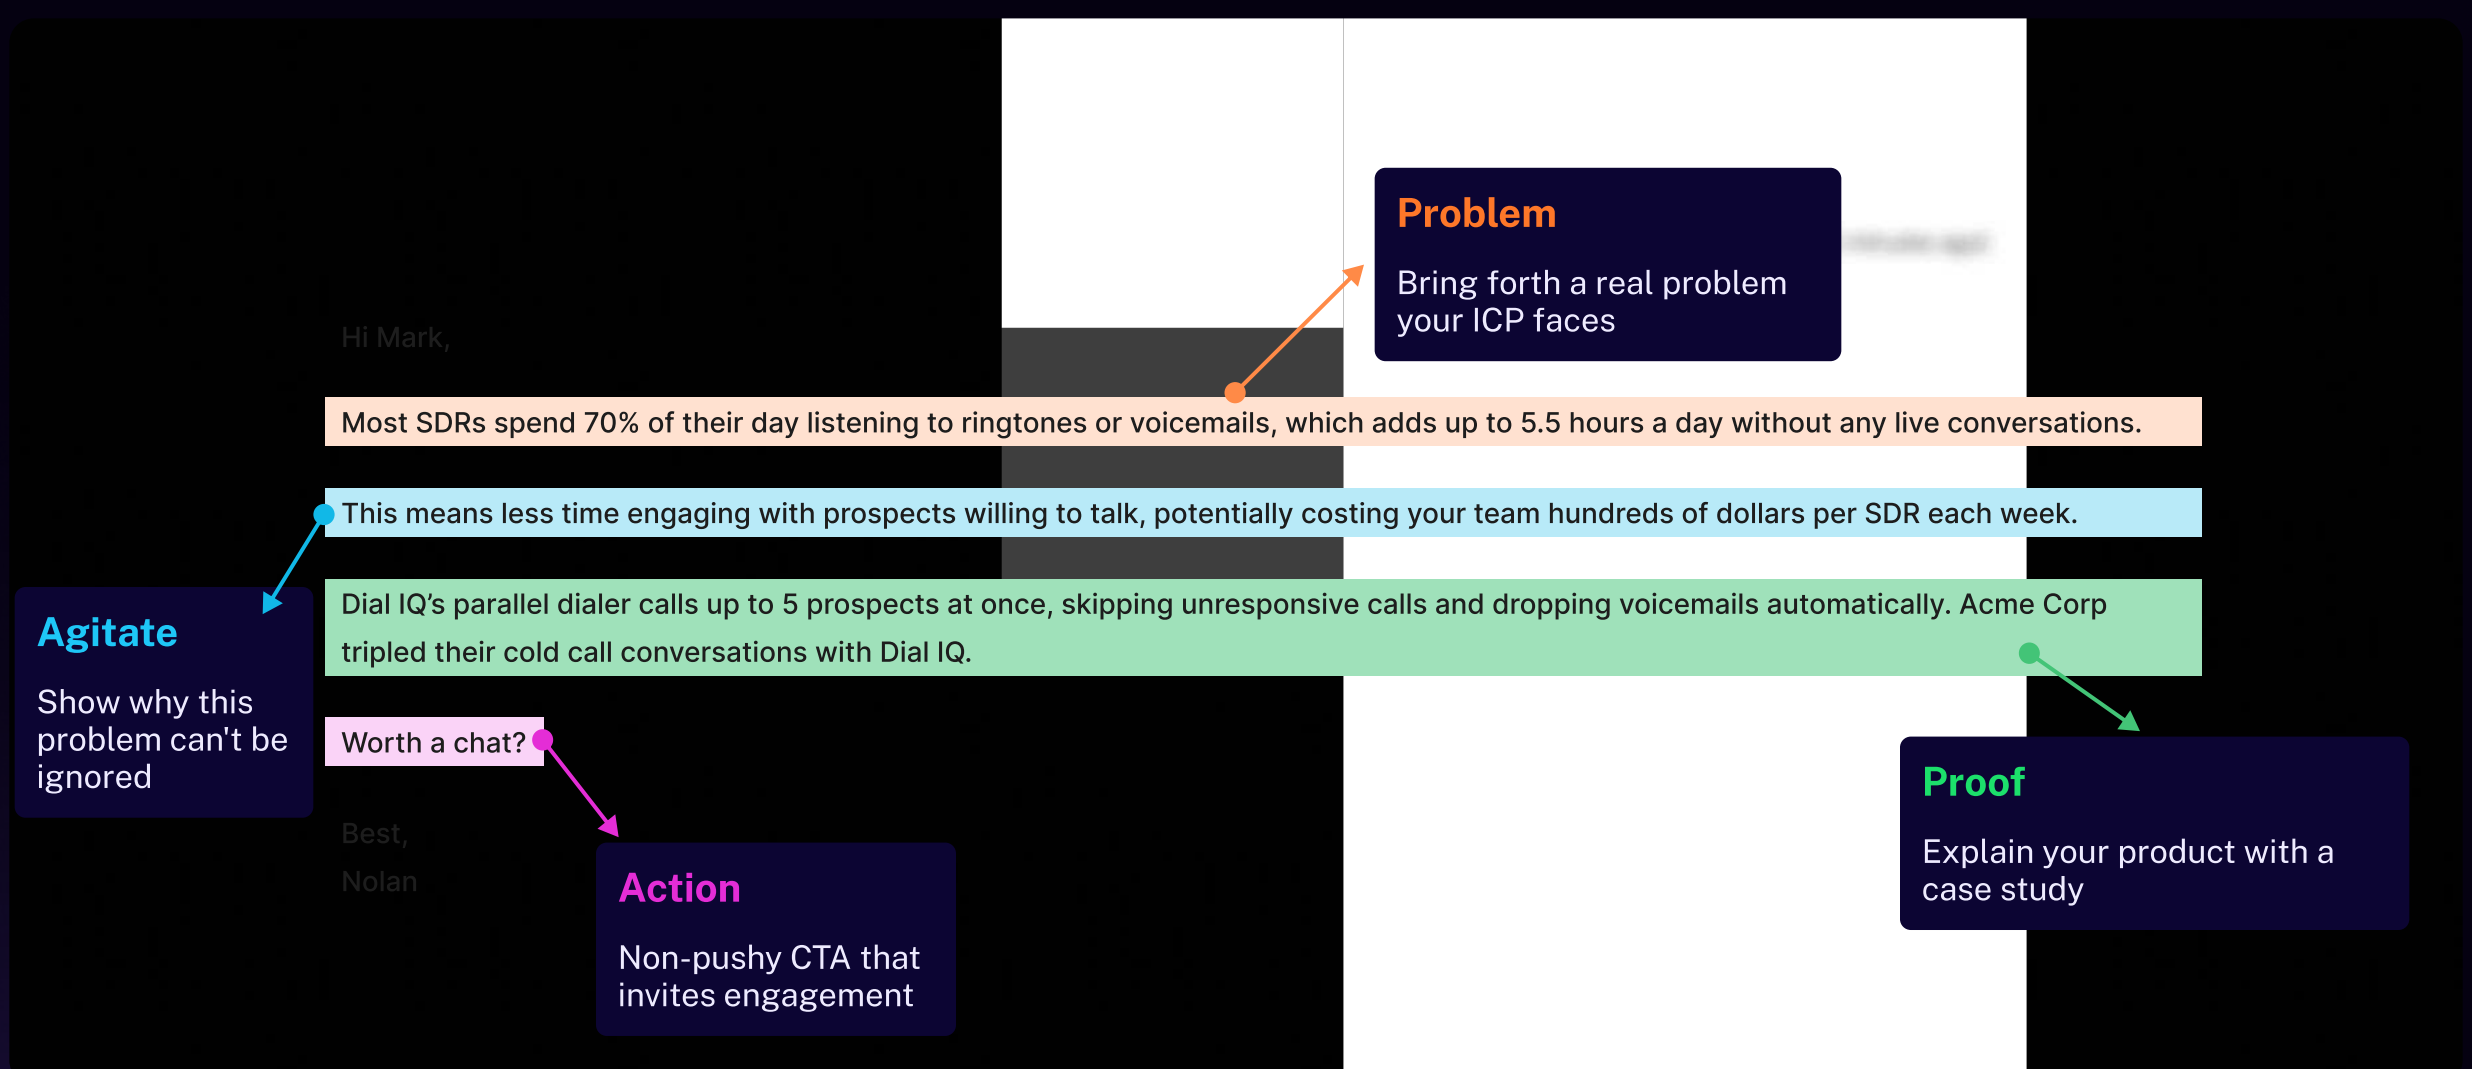 Problem
Bring forth a real problem
your ICP faces
Hi Mark,
Most SDRs spend 70% of their day listening to ringtones or voicemails, which adds up to 5.5 hours a day without any live conversations.
This means less time engaging with prospects willing to talk, potentially costing your team hundreds of dollars per SDR each week.
Dial IQ’s parallel dialer calls up to 5 prospects at once, skipping unresponsive calls and dropping voicemails automatically. Acme Corp
tripled their cold call conversations with Dial IQ.
Agitate
Show why this
problem can't be
ignored
Worth a chat?
Proof
Explain your product with a
case study
Best,
Nolan
Action
Non-pushy CTA that
invites engagement